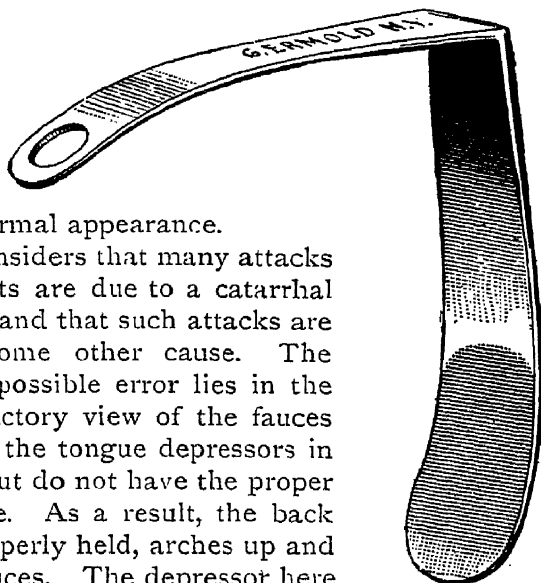 G. ERMOLD N.Y.
rmal appearance.
nsiders that many attacks
ts are due to a catarrhal
and that such attacks are
ome other cause. The
possible error lies in the
ctory view of the fauces
the tongue depressors in
ut do not have the proper
e. As a result, the back
perly held, arches up and
uces. The depressor here